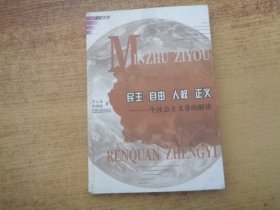 MINZHU ZIYOU
民主 自由 人权 正义
——一个社会主义者的解读
RENQUAN ZHENGYI